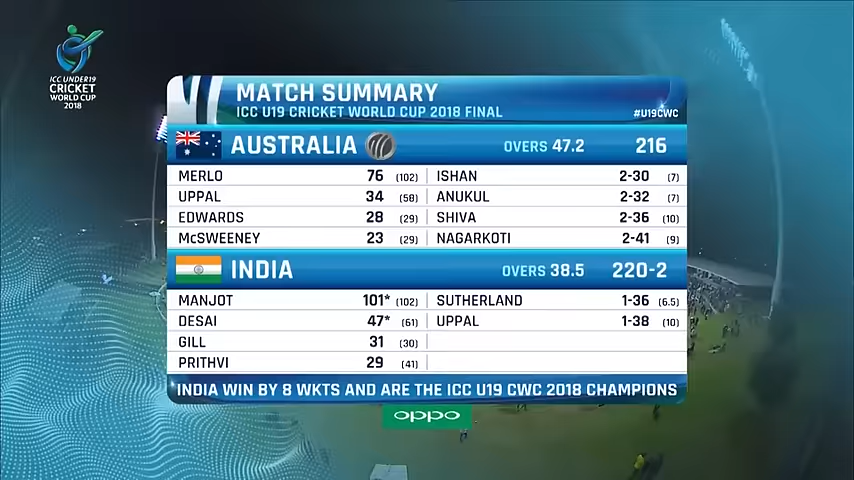 ICC UNDER19
CRICKET
WORLD CUP
2018
MATCH SUMMARY
ICC U19 CRICKET WORLD CUP 2018 FINAL #U19CWC
AUSTRALIA OVERS 47.2 216
MERLO 76 (102) ISHAN 2-30 (7)
UPPAL 34 (58) ANUKUL 2-32 (7)
EDWARDS 28 (29) SHIVA 2-36 (10)
McSWEENEY 23 (29) NAGARKOTI 2-41 (9)
INDIA OVERS 38.5 220-2
MANJOT 101* (102) SUTHERLAND 1-36 (6.5)
DESAI 47* (61) UPPAL 1-38 (10)
GILL 31 (30)
PRITHVI 29 (41)
INDIA WIN BY 8 WKTS AND ARE THE ICC U19 CWC 2018 CHAMPIONS
oppo